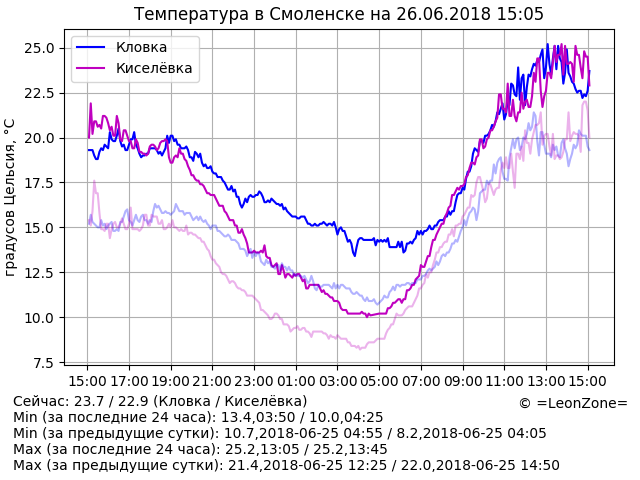 Температура в Смоленске на 26.06.2018 15:05
Кловка
Киселёвка
градусов Цельсия, °C
25.0
22.5
20.0
17.5
15.0
12.5
10.0
7.5
15:00 17:00 19:00 21:00 23:00 01:00 03:00 05:00 07:00 09:00 11:00 13:00 15:00
Сейчас: 23.7 / 22.9 (Кловка / Киселёвка)
© =LeonZone=
Min (за последние 24 часа): 13.4,03:50 / 10.0,04:25
Min (за предыдущие сутки): 10.7,2018-06-25 04:55 / 8.2,2018-06-25 04:05
Max (за последние 24 часа): 25.2,13:05 / 25.2,13:45
Max (за предыдущие сутки): 21.4,2018-06-25 12:25 / 22.0,2018-06-25 14:50